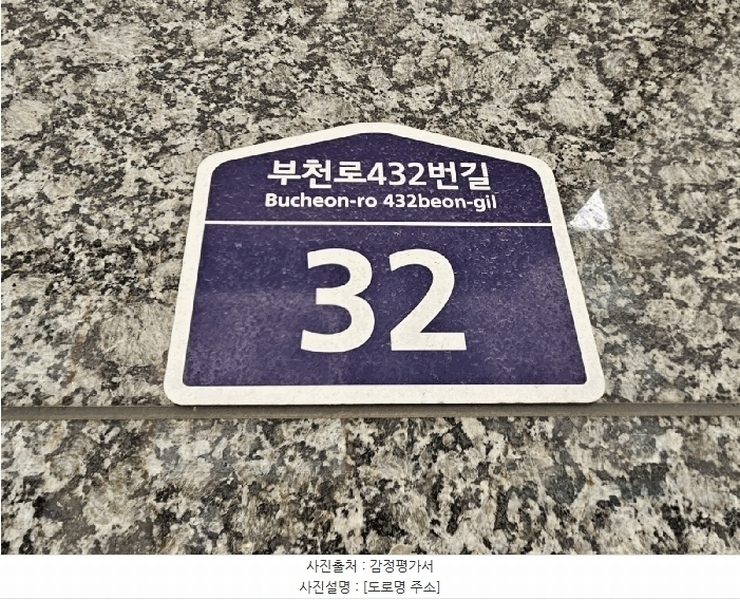 부천로432번길
Bucheon-ro 432beon-gil
32
사진출처 : 감정평가서
사진설명 : [도로명 주소]